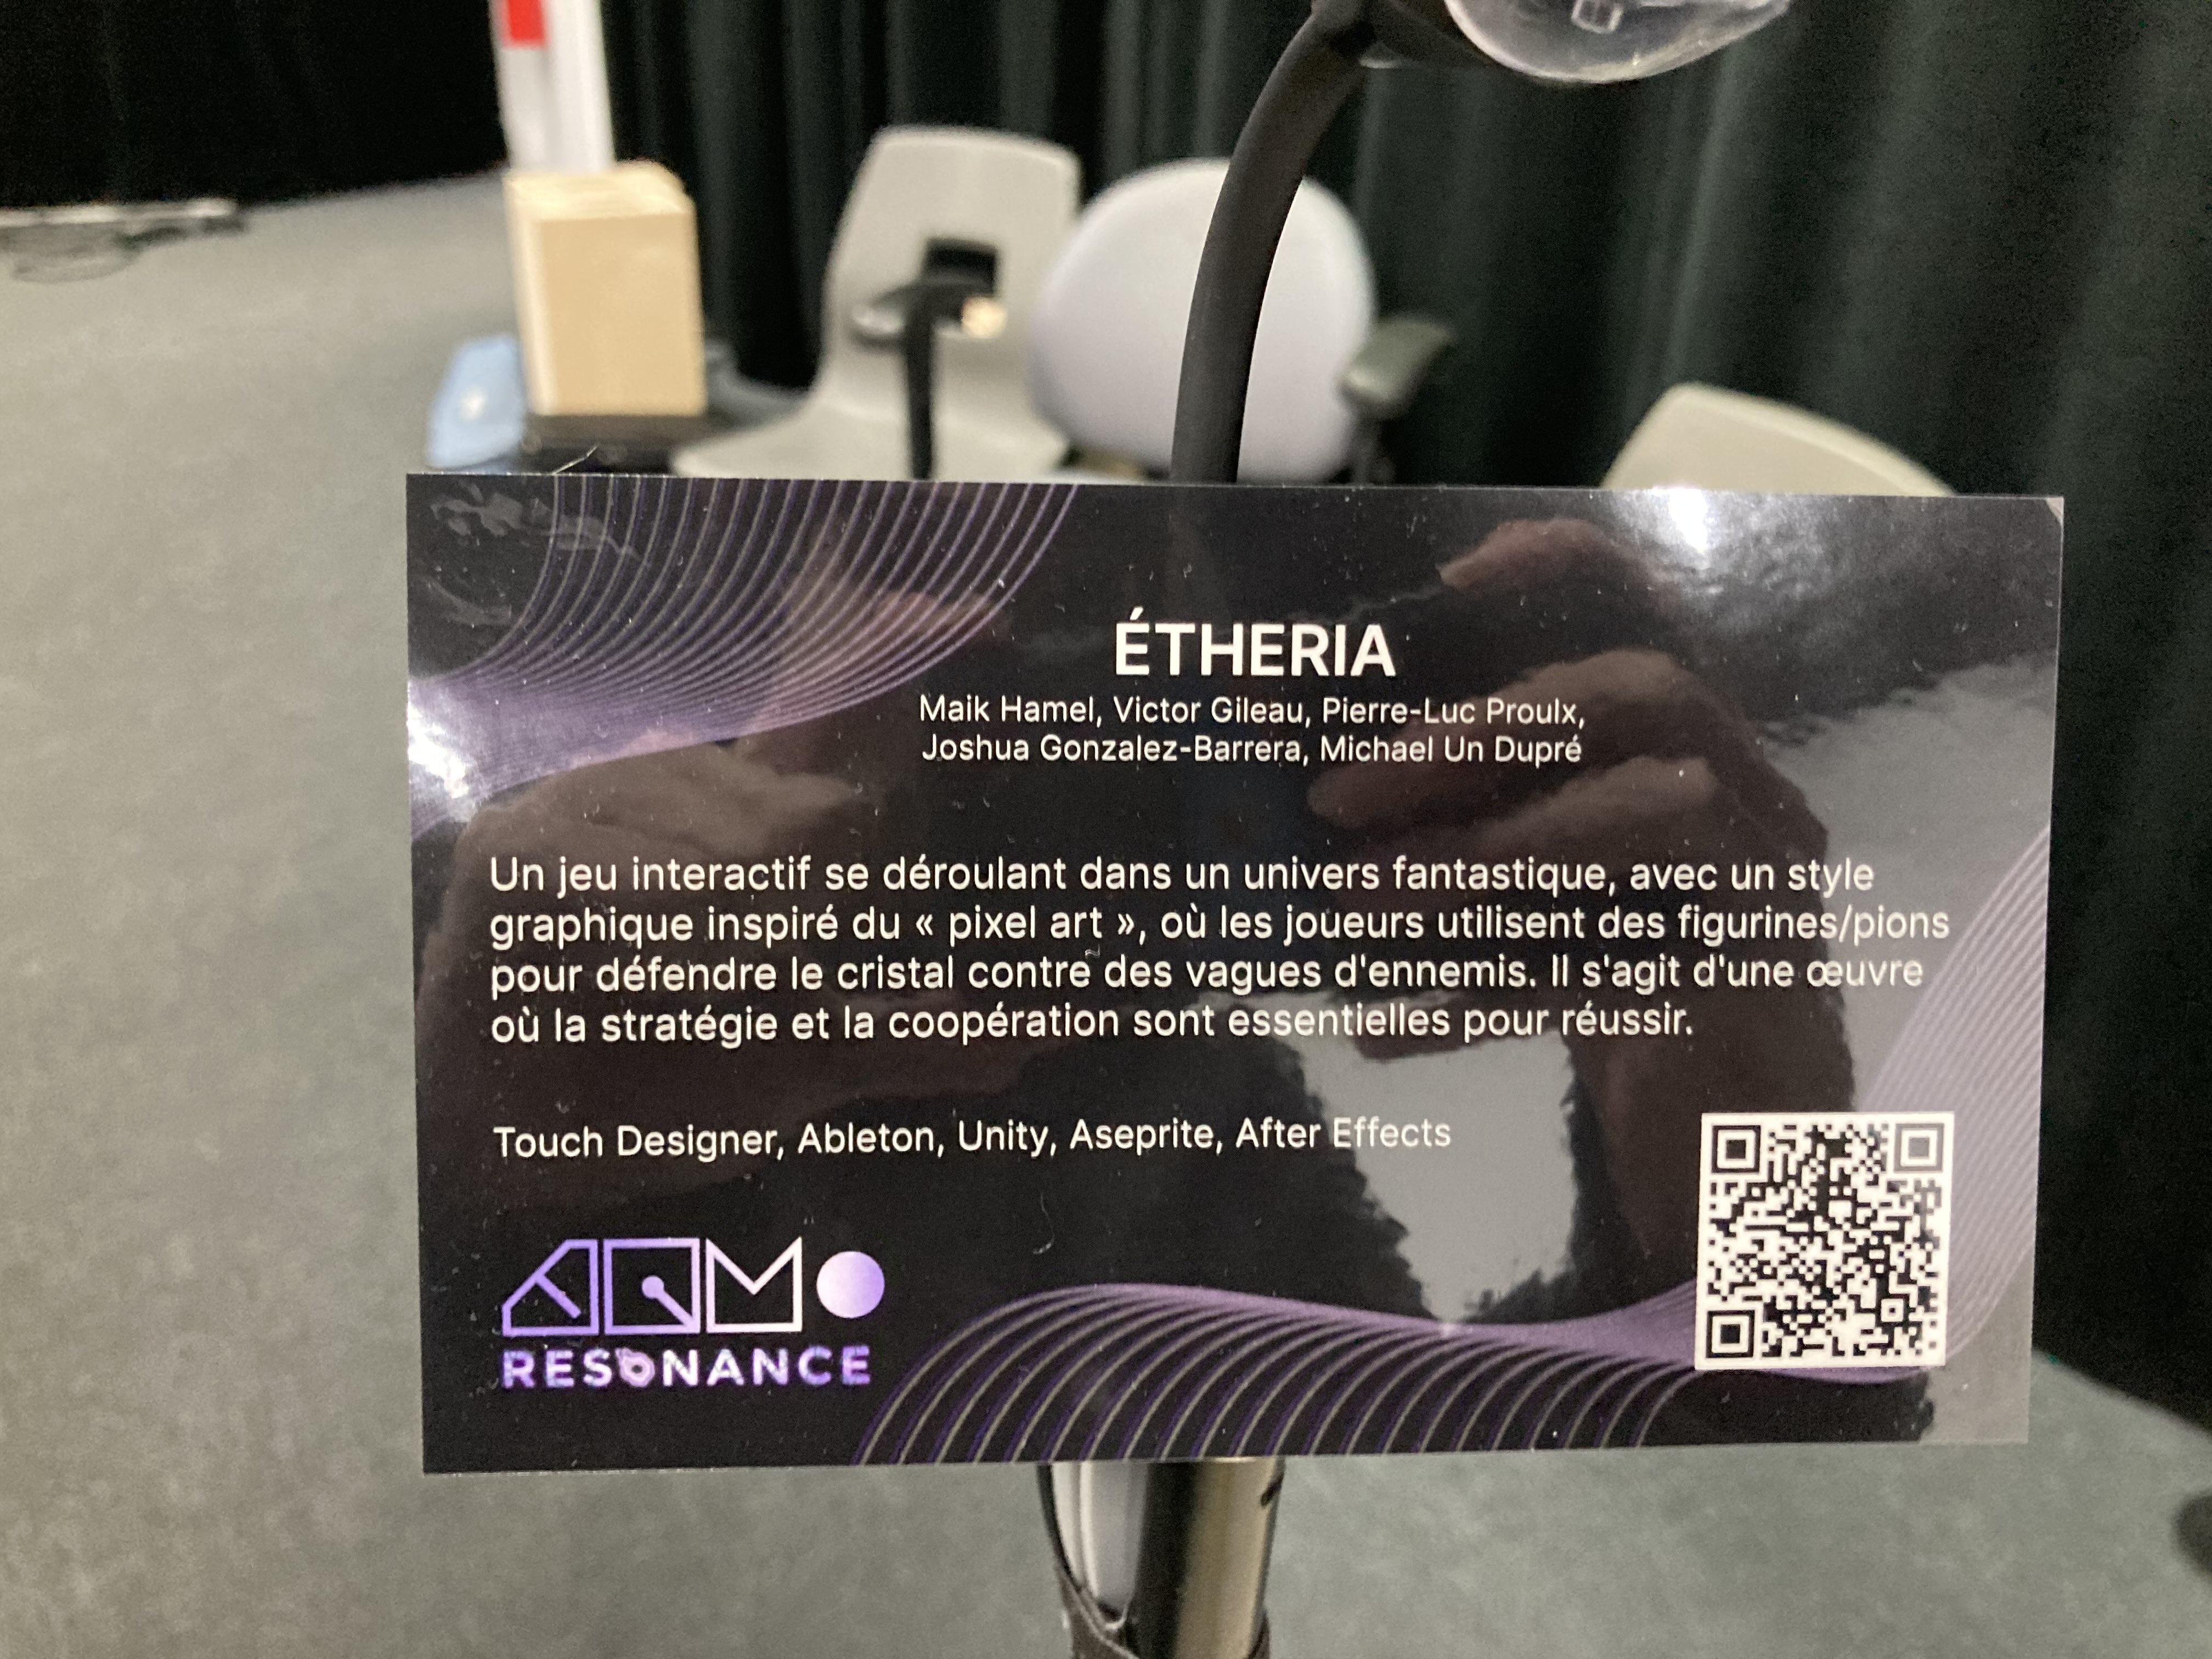 ÉTHERIA
Maik Hamel, Victor Gileau, Pierre-Luc Proulx,
Joshua Gonzalez-Barrera, Michael Un Dupré
Un jeu interactif se déroulant dans un univers fantastique, avec un style
graphique inspiré du « pixel art », où les joueurs utilisent des figurines/pions
pour défendre le cristal contre des vagues d'ennemis. Il s'agit d'une œuvre
où la stratégie et la coopération sont essentielles pour réussir.
Touch Designer, Ableton, Unity, Aseprite, After Effects
RESONANCE